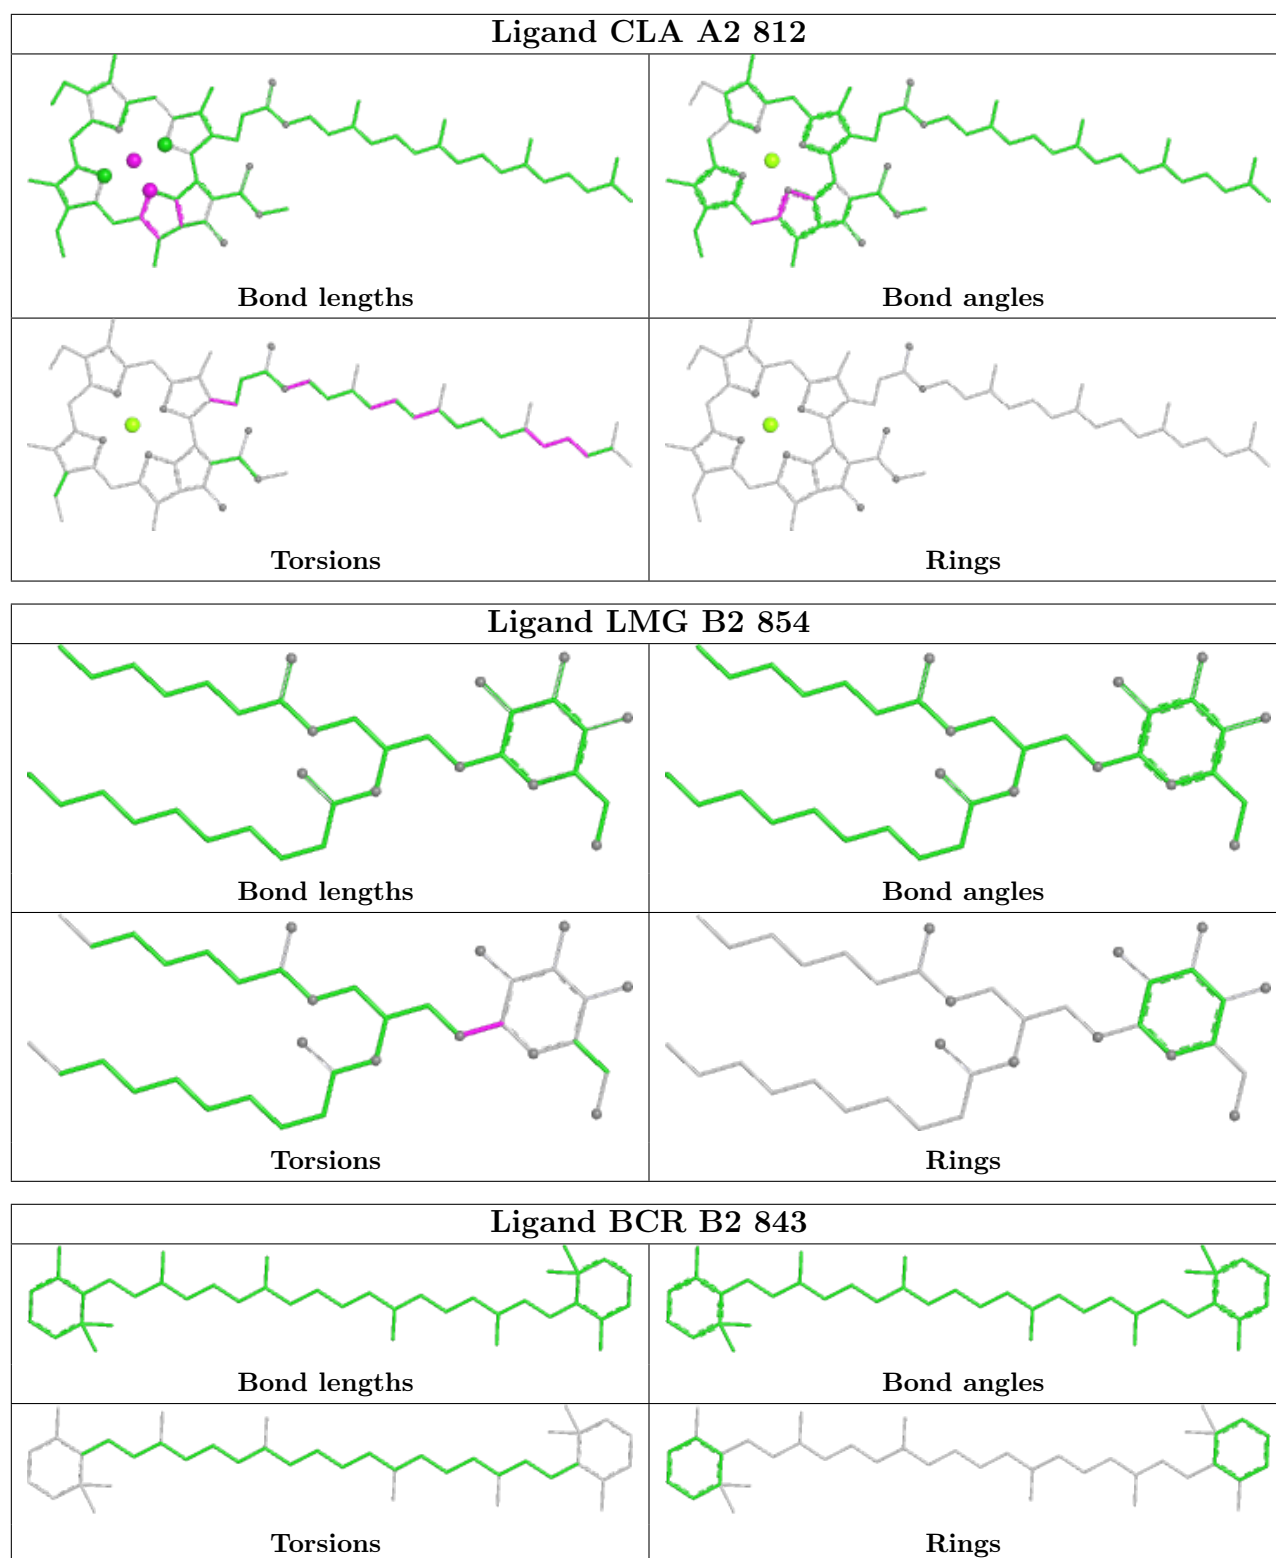 Ligand CLA A2 812
Bond lengths Bond angles
Torsions Rings
Ligand LMG B2 854
Bond lengths Bond angles
Torsions Rings
Ligand BCR B2 843
Bond lengths Bond angles
Torsions Rings